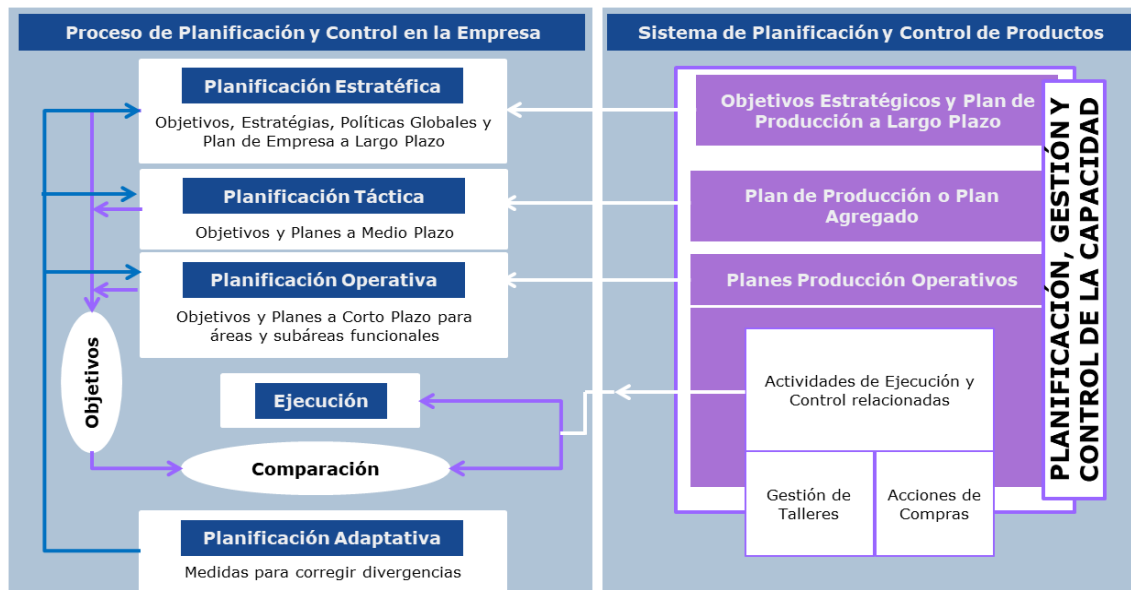 Proceso de Planificación y Control en la Empresa
Planificación Estratéfica
Objetivos, Estratégias, Políticas Globales y
Plan de Empresa a Largo Plazo
Planificación Táctica
Objetivos y Planes a Medio Plazo
Planificación Operativa
Objetivos y Planes a Corto Plazo para
áreas y subáreas funcionales
Objetivos
Ejecución
Comparación
Planificación Adaptativa
Medidas para corregir divergencias
Sistema de Planificación y Control de Productos
Objetivos Estratégicos y Plan de
Producción a Largo Plazo
Plan de Producción o Plan
Agregado
Planes Producción Operativos
Actividades de Ejecución y
Control relacionadas
Gestión de
Talleres
Acciones de
Compras
PLANIFICACIÓN, GESTIÓN Y
CONTROL DE LA CAPACIDAD